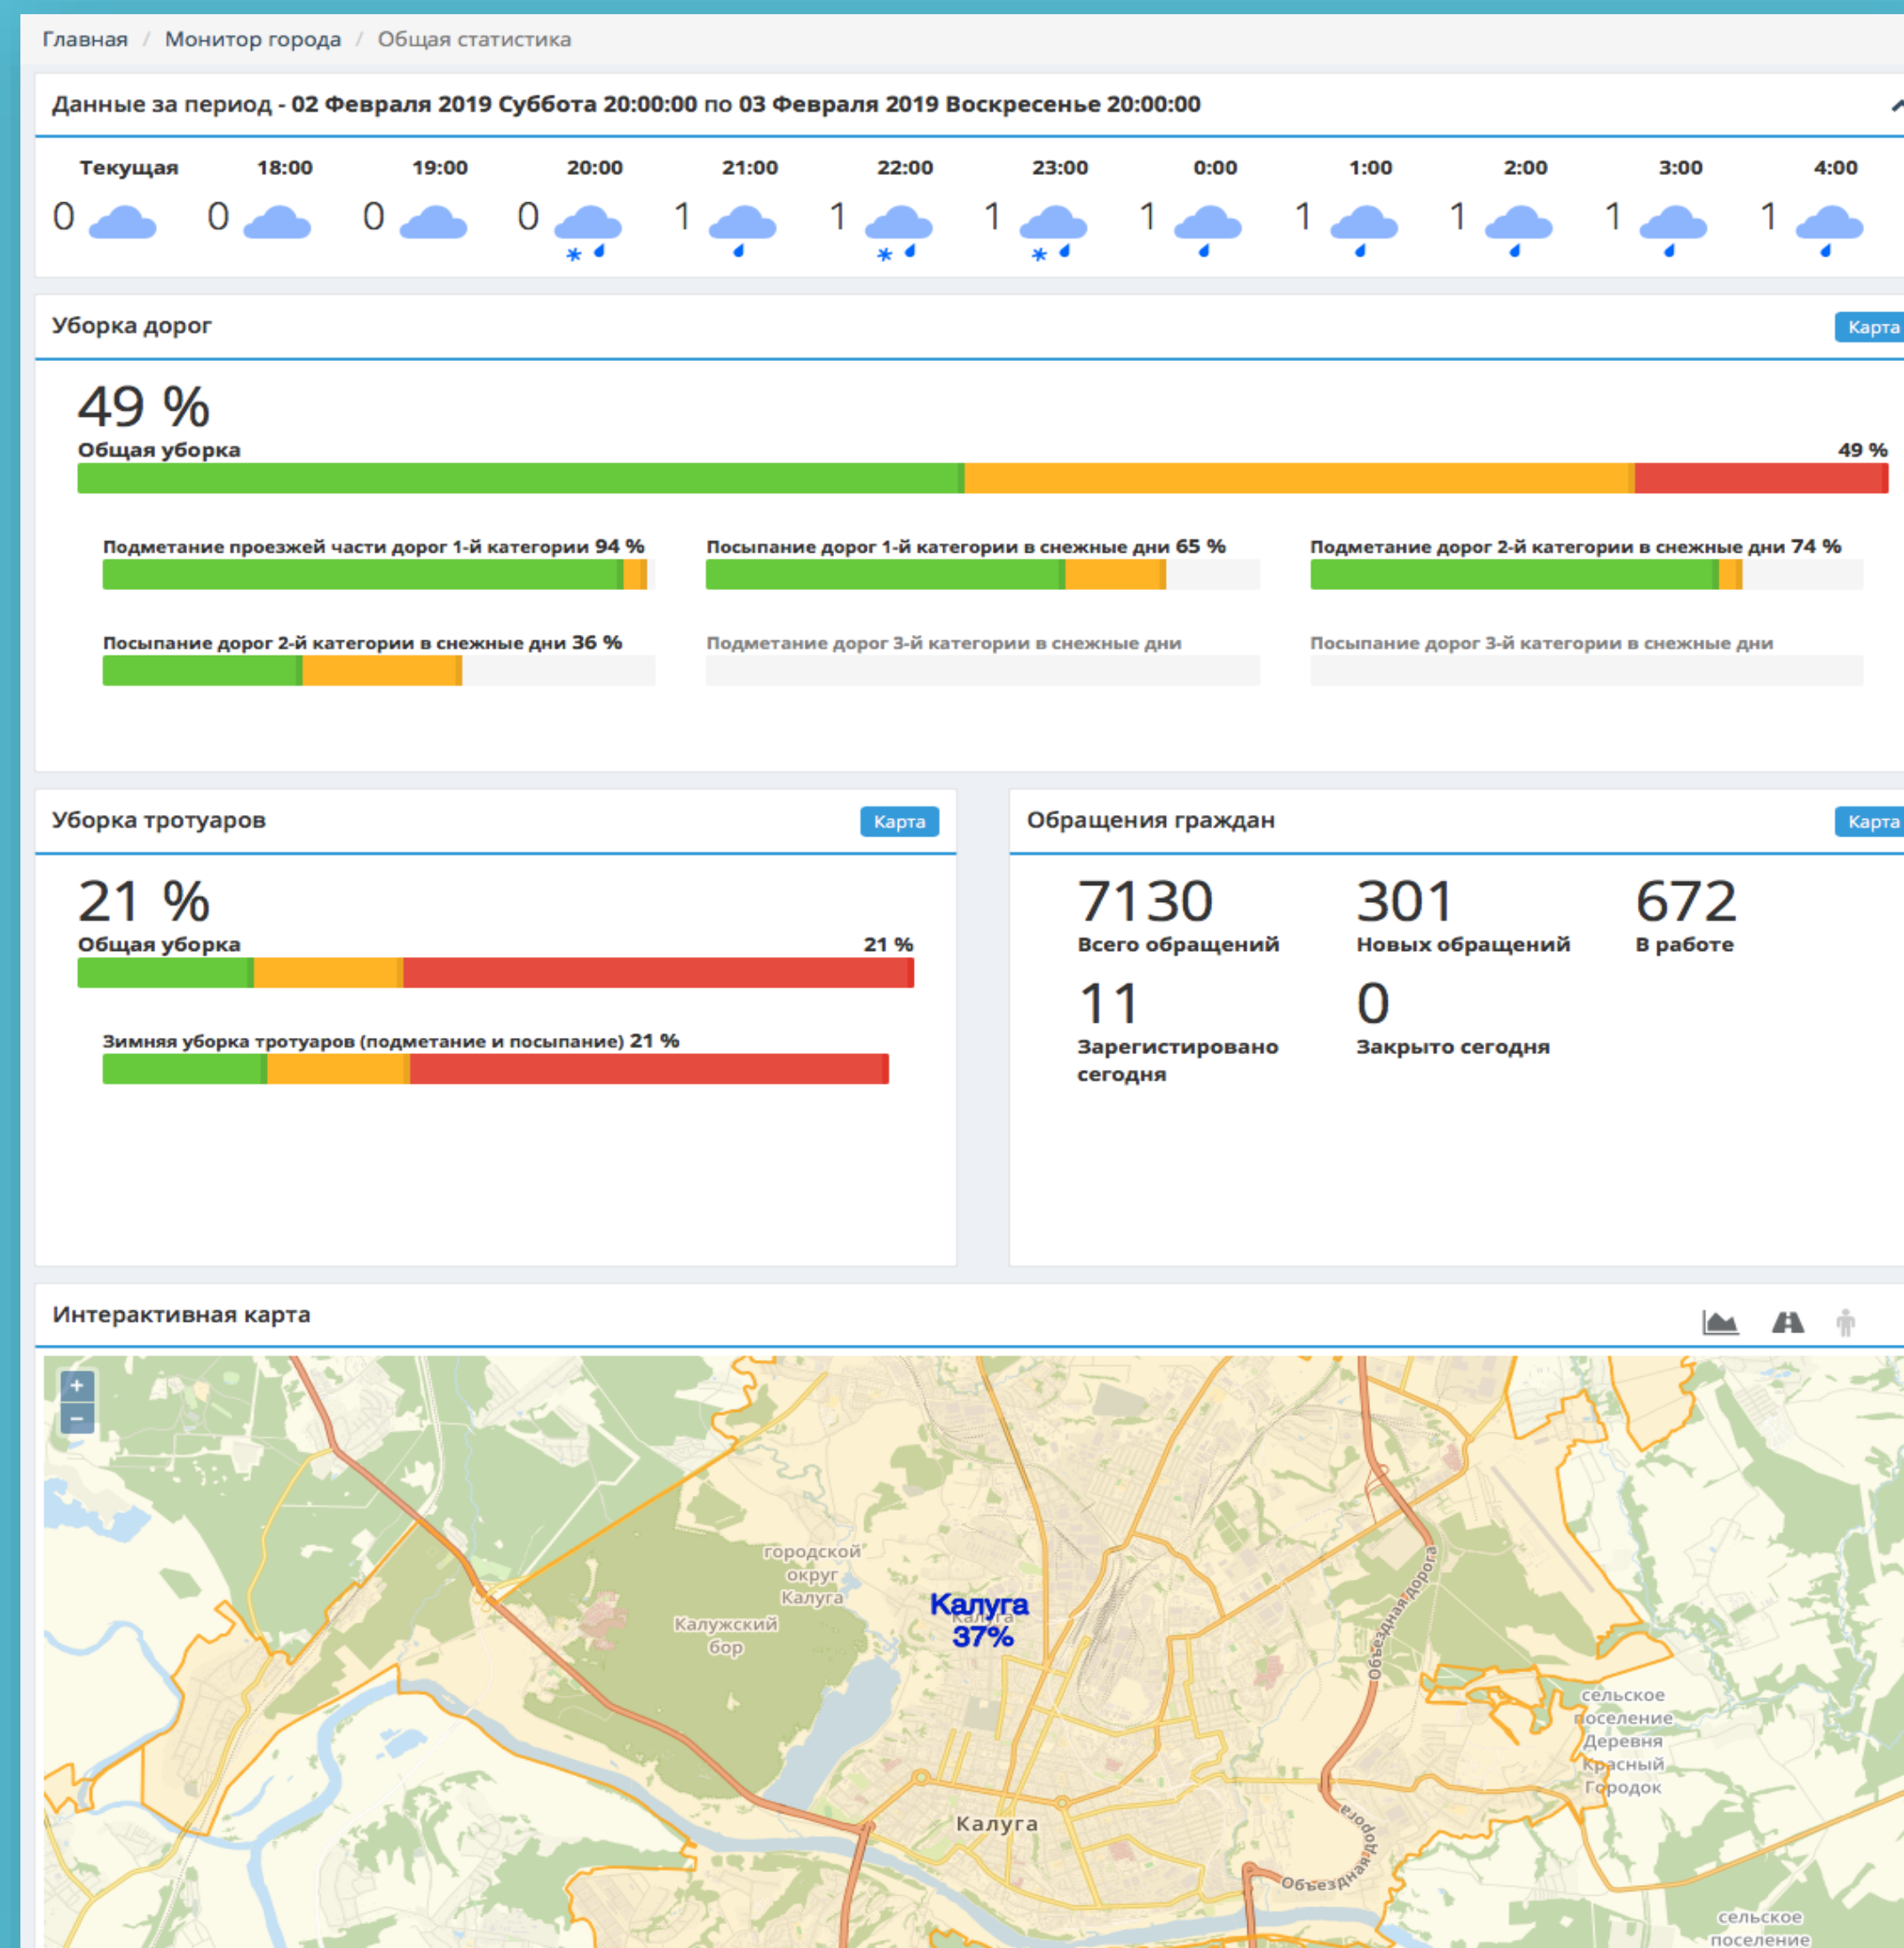 Главная / Монитор города / Общая статистика
Данные за период - 02 Февраля 2019 Суббота 20:00:00 по 03 Февраля 2019 Воскресенье 20:00:00
Текущая 18:00 19:00 20:00 21:00 22:00 23:00 0:00 1:00 2:00 3:00 4:00
0 0 0 0 1 1 1 1 1 1 1 1
Уборка дорог Карта
49 %
Общая уборка 49 %
Подметание проезжей части дорог 1-й категории 94 % Посыпание дорог 1-й категории в снежные дни 65 % Подметание дорог 2-й категории в снежные дни 74 %
Посыпание дорог 2-й категории в снежные дни 36 % Подметание дорог 3-й категории в снежные дни Посыпание дорог 3-й категории в снежные дни
Уборка тротуаров Карта
21 %
Общая уборка 21 %
Зимняя уборка тротуаров (подметание и посыпание) 21 %
Обращения граждан Карта
7130 301 672
Всего обращений Новых обращений В работе
11 0
Зарегистировано Закрыто сегодня
сегодня
Интерактивная карта
+
−
городской
округ
Калуга
Калужский
бор
Калуга
Калуга
37%
Объездная дорога
сельское
поселение
Деревня
Красный
Городок
Калуга
Объездная дорога
сельское
поселение